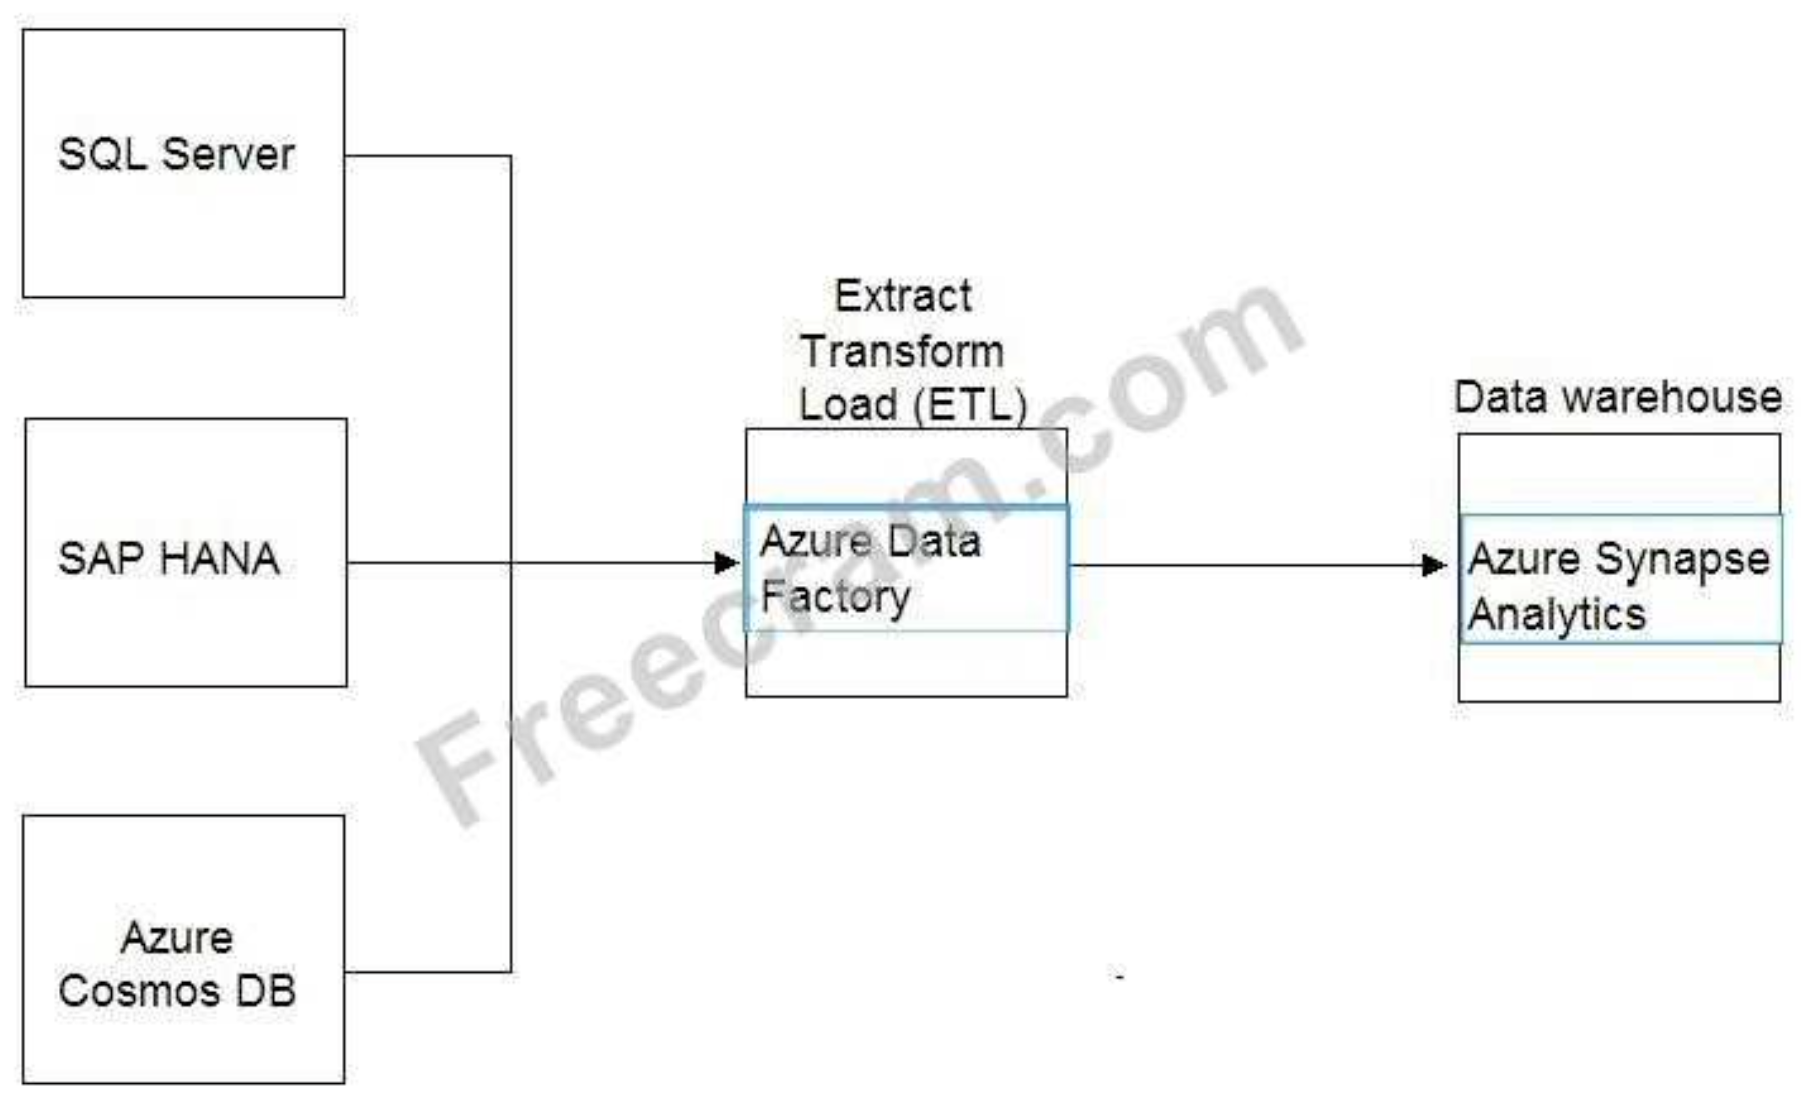 SQL Server
SAP HANA
Azure
Cosmos DB
Extract
Transform
Load (ETL)
Azure Data
Factory
Data warehouse
Azure Synapse
Analytics
Freecram.com